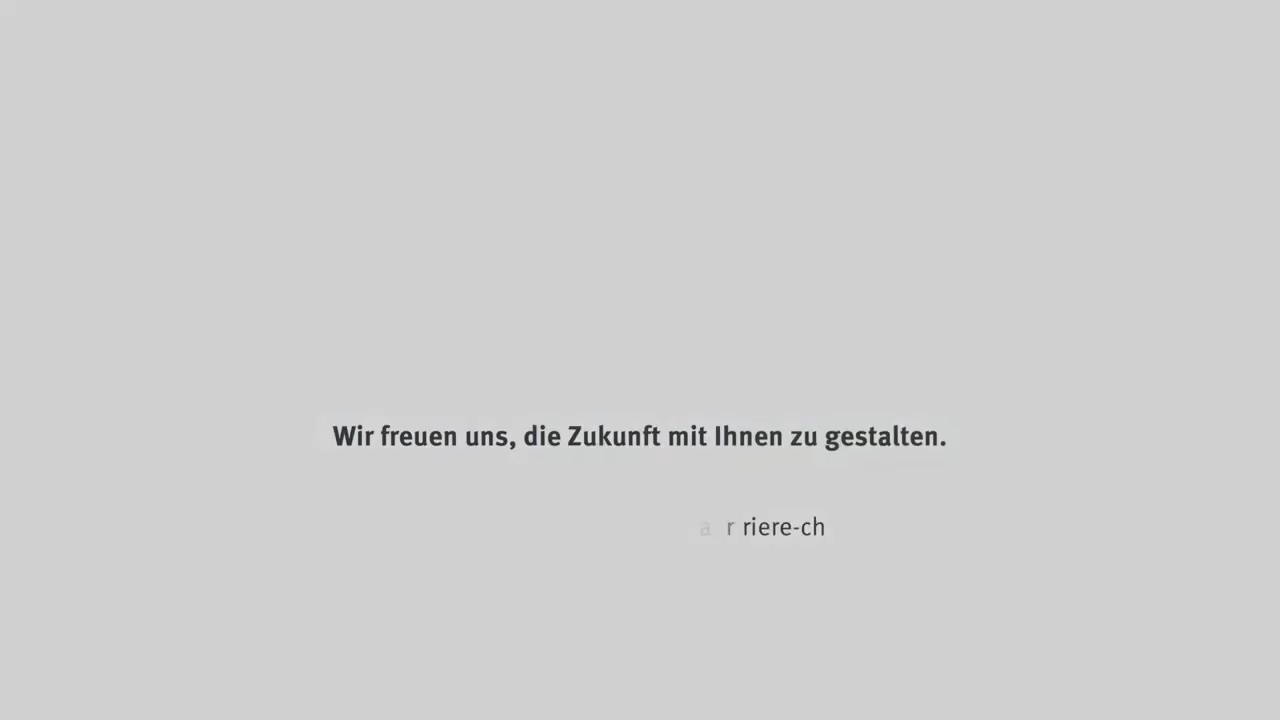 Wir freuen uns, die Zukunft mit Ihnen zu gestalten.
a r riere-ch